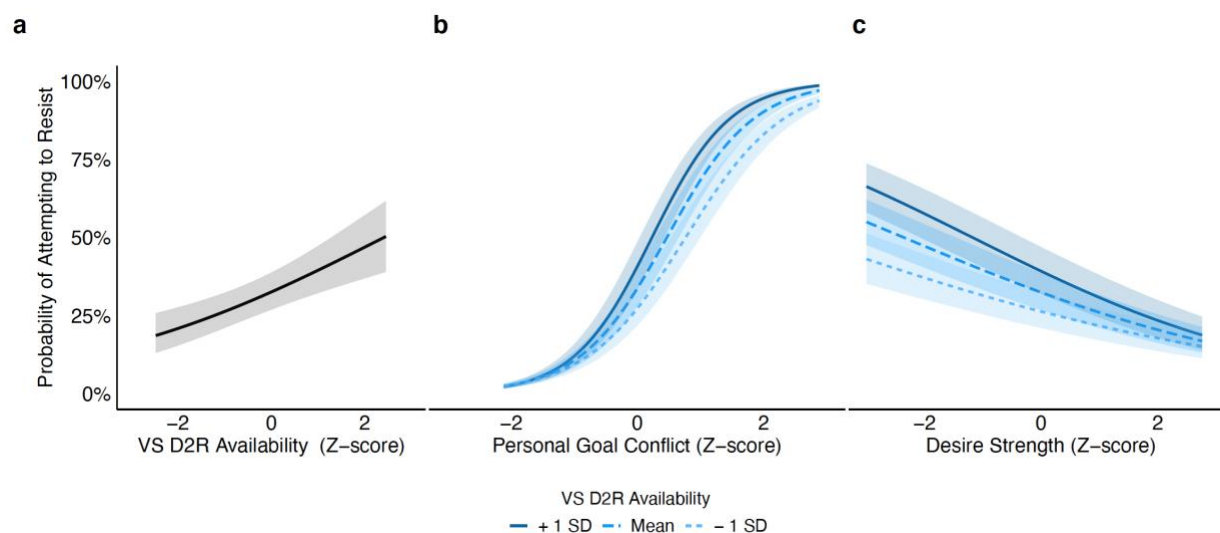 a
b
c
Probability of Attempting to Resist
100%
75%
50%
25%
0%
−2 0 2
VS D2R Availability (Z−score)
−2 0 2
Personal Goal Conflict (Z−score)
−2 0 2
Desire Strength (Z−score)
VS D2R Availability
+ 1 SD Mean − 1 SD